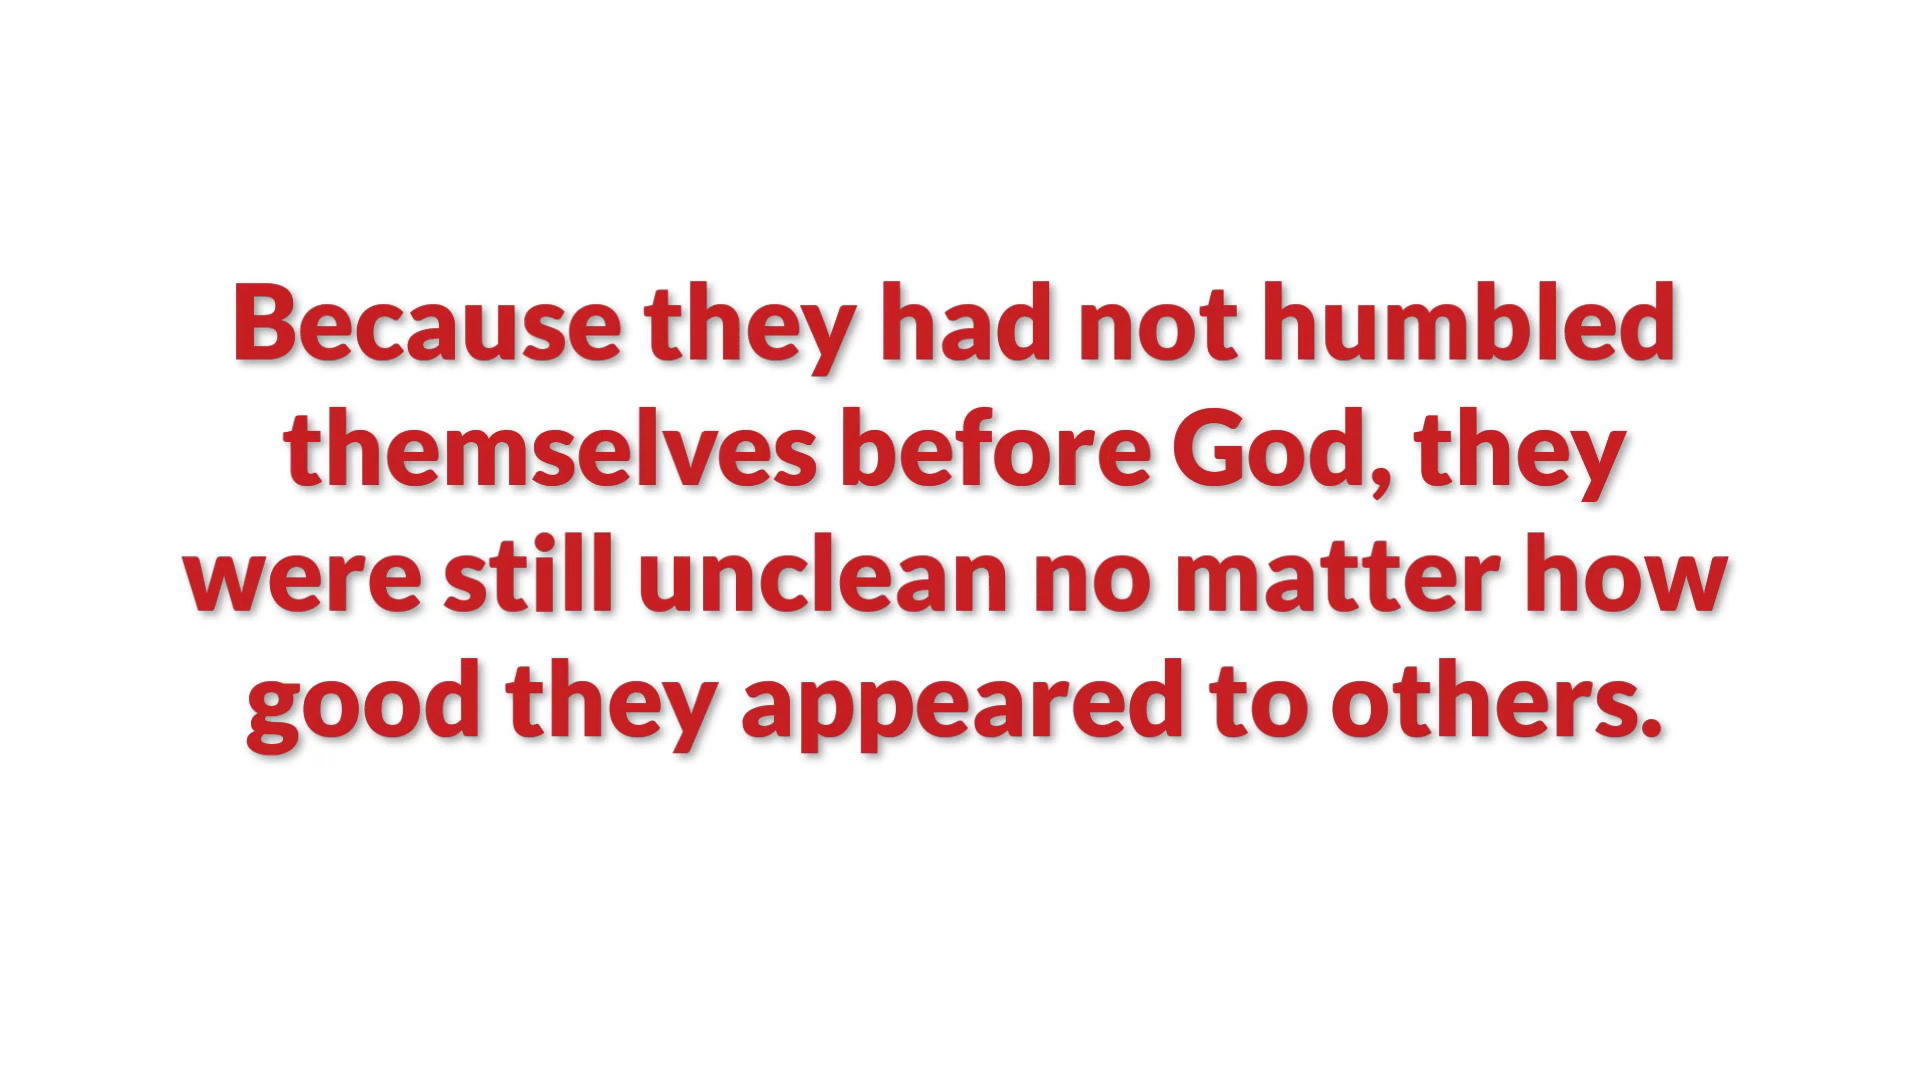 Because they had not humbled
themselves before God, they
were still unclean no matter how
good they appeared to others.